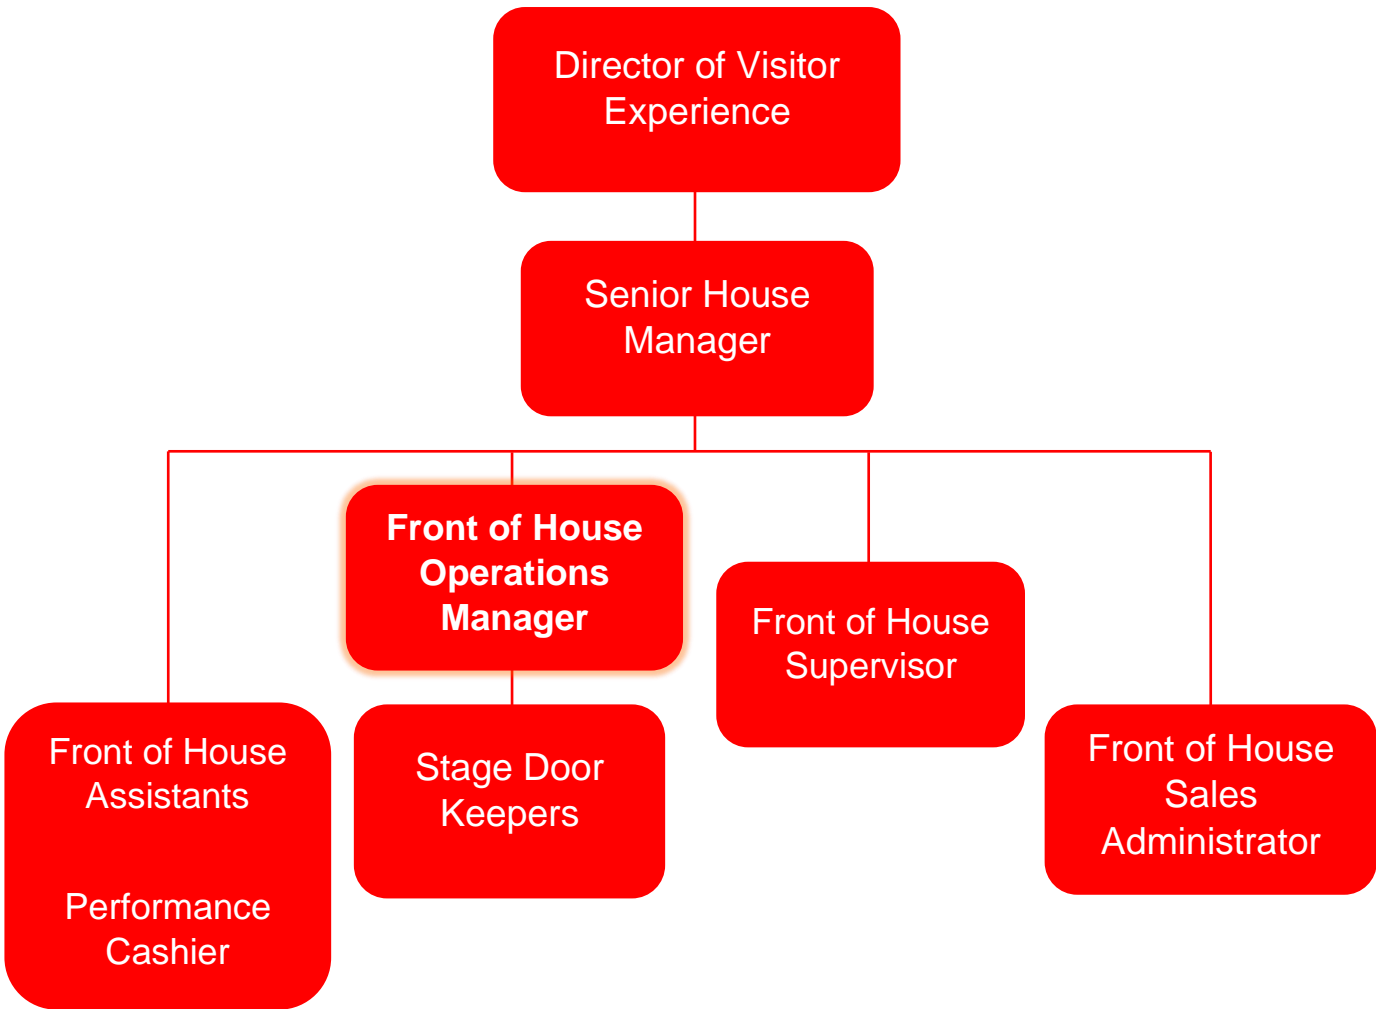 Director of Visitor
Experience
Senior House
Manager
Front of House
Operations
Manager
Front of House
Supervisor
Front of House
Assistants
Performance
Cashier
Stage Door
Keepers
Front of House
Sales
Administrator